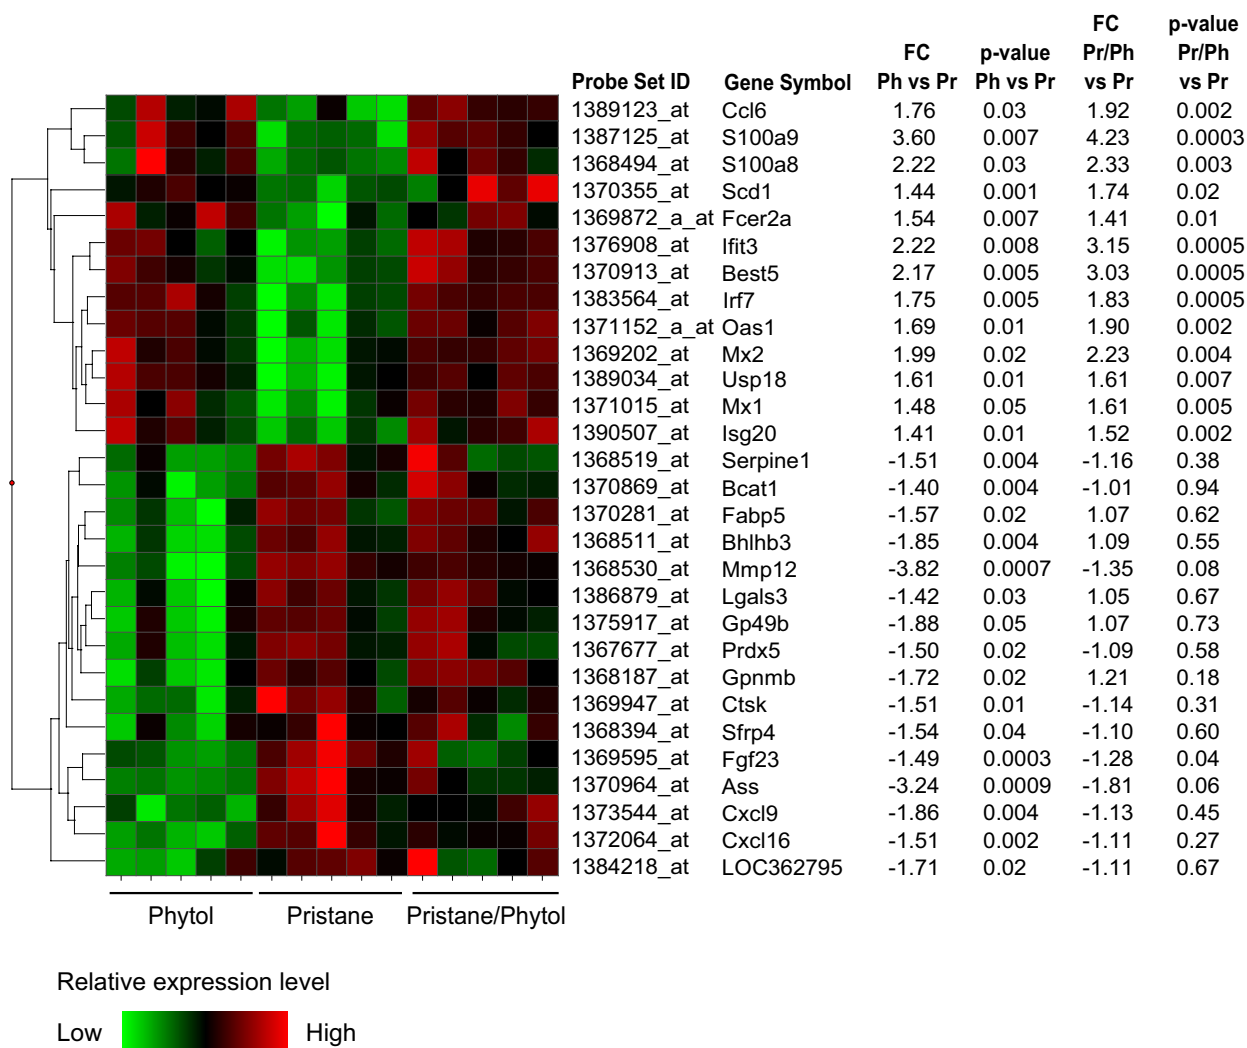 FC p-value
FC p-value Pr/Ph Pr/Ph
Probe Set ID Gene Symbol Ph vs Pr Ph vs Pr vs Pr vs Pr
1389123_at Ccl6 1.76 0.03 1.92 0.002
1387125_at S100a9 3.60 0.007 4.23 0.0003
1368494_at S100a8 2.22 0.03 2.33 0.003
1370355_at Scd1 1.44 0.001 1.74 0.02
1369872_a_at Fcer2a 1.54 0.007 1.41 0.01
1376908_at Ifit3 2.22 0.008 3.15 0.0005
1370913_at Best5 2.17 0.005 3.03 0.0005
1383564_at Irf7 1.75 0.005 1.83 0.0005
1371152_a_at Oas1 1.69 0.01 1.90 0.002
1369202_at Mx2 1.99 0.02 2.23 0.004
1389034_at Usp18 1.61 0.01 1.61 0.007
1371015_at Mx1 1.48 0.05 1.61 0.005
1390507_at Isg20 1.41 0.01 1.52 0.002
1368519_at Serpine1 -1.51 0.004 -1.16 0.38
1370869_at Bcat1 -1.40 0.004 -1.01 0.94
1370281_at Fabp5 -1.57 0.02 1.07 0.62
1368511_at Bhlhb3 -1.85 0.004 1.09 0.55
1368530_at Mmp12 -3.82 0.0007 -1.35 0.08
1386879_at Lgals3 -1.42 0.03 1.05 0.67
1375917_at Gp49b -1.88 0.05 1.07 0.73
1367677_at Prdx5 -1.50 0.02 -1.09 0.58
1368187_at Gpnmb -1.72 0.02 1.21 0.18
1369947_at Ctsk -1.51 0.01 -1.14 0.31
1368394_at Sfrp4 -1.54 0.04 -1.10 0.60
1369595_at Fgf23 -1.49 0.0003 -1.28 0.04
1370964_at Ass -3.24 0.0009 -1.81 0.06
1373544_at Cxcl9 -1.86 0.004 -1.13 0.45
1372064_at Cxcl16 -1.51 0.002 -1.11 0.27
1384218_at LOC362795 -1.71 0.02 -1.11 0.67
Phytol Pristane Pristane/Phytol
Relative expression level
Low High